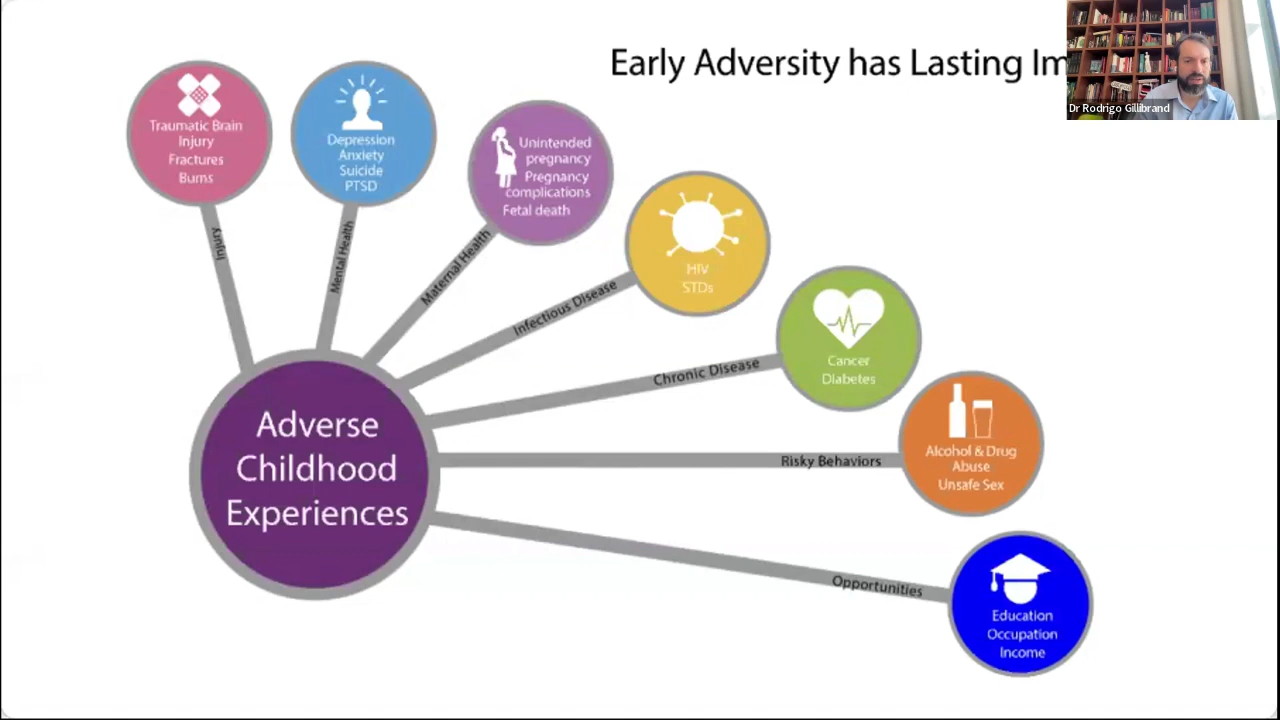 Early Adversity has Lasting Im
Dr Rodrigo Gillibrand
Traumatic Brain
Injury
Fractures
Burns
Depression
Anxiety
Suicide
PTSD
Unintended
pregnancy
Pregnancy
complications
Fetal death
HIV
STDs
Cancer
Diabetes
Alcohol & Drug
Abuse
Unsafe Sex
Education
Occupation
Income
Injury
Mental Health
Maternal Health
Infectious Disease
Chronic Disease
Risky Behaviors
Opportunities
Adverse
Childhood
Experiences